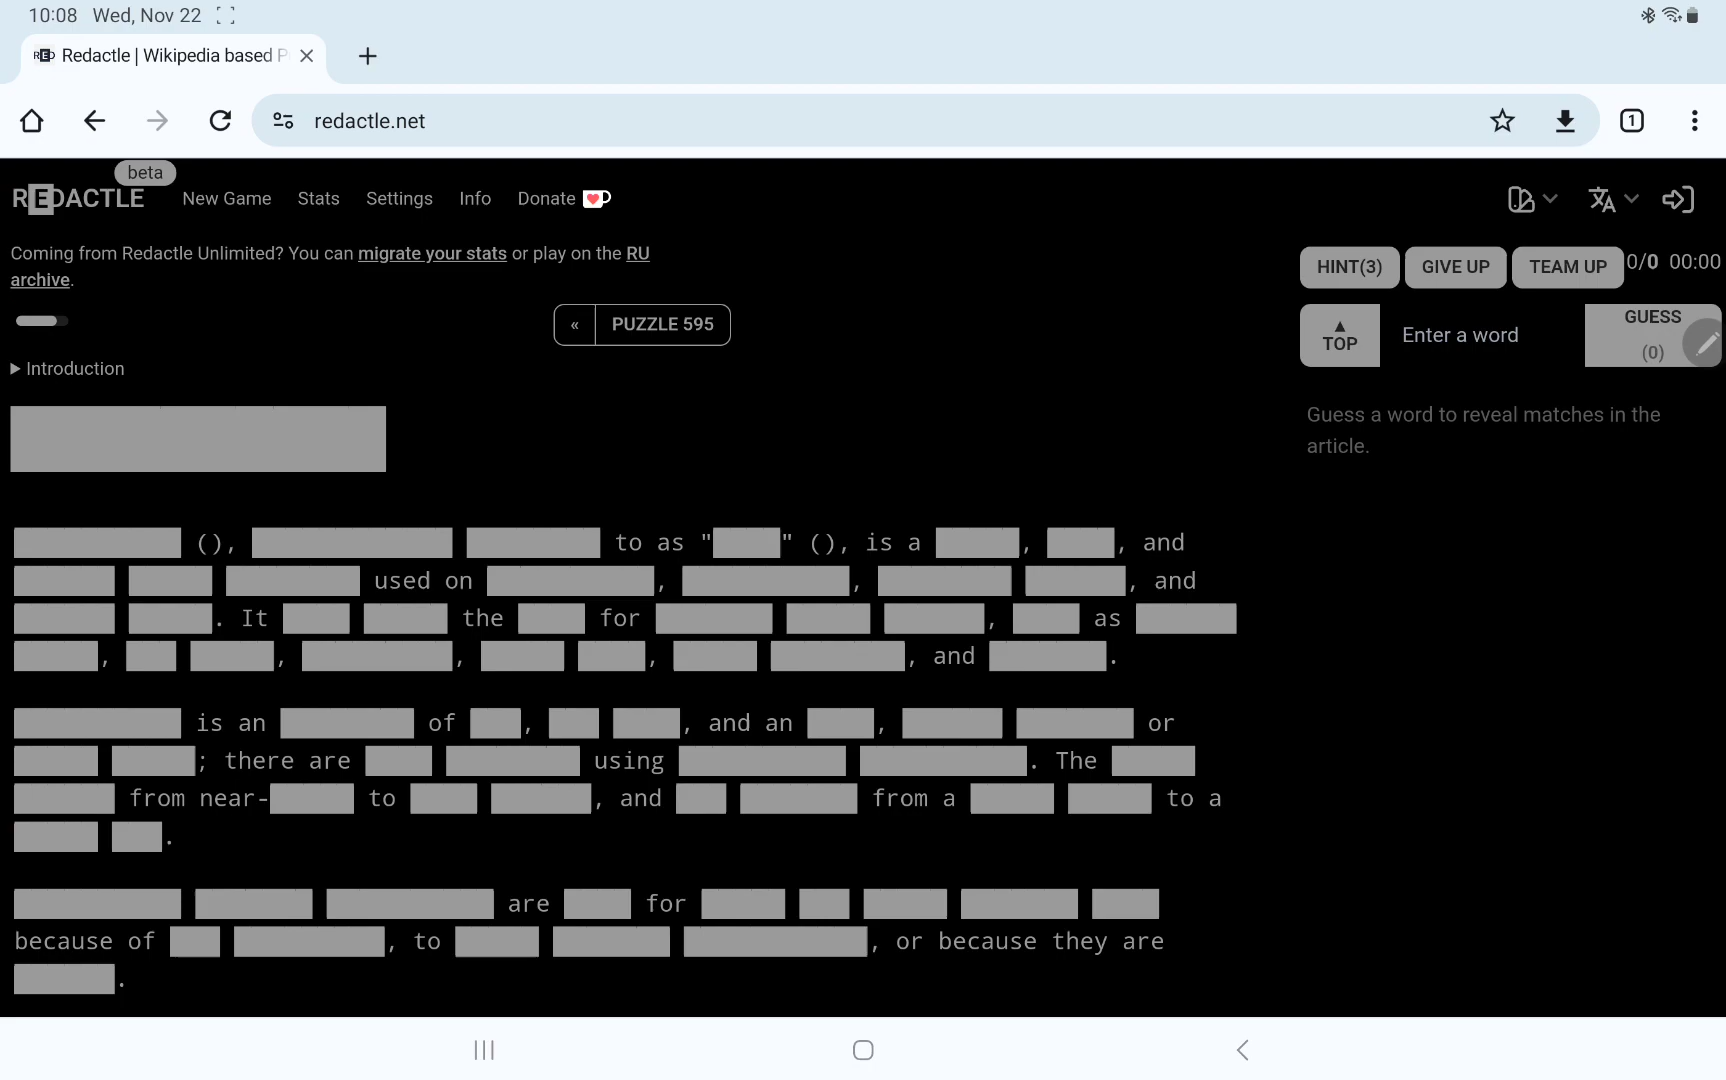 10:08 Wed, Nov 22
RED Redactle | Wikipedia based P
redactle.net
1
beta
REDACTLE New Game Stats Settings Info Donate
Coming from Redactle Unlimited? You can migrate your stats or play on the RU
archive.
« PUZZLE 595
▶ Introduction
HINT(3) GIVE UP TEAM UP 0/0 00:00
▲
TOP
Enter a word
GUESS
(0)
Guess a word to reveal matches in the
article.
(), to as "" (), is a , , and
used on , , , and
. It the for , as
, , , , , and .
is an of , , and an , or
; there are using . The
from near- to , and from a to a
.
are for
because of , to , or because they are
.